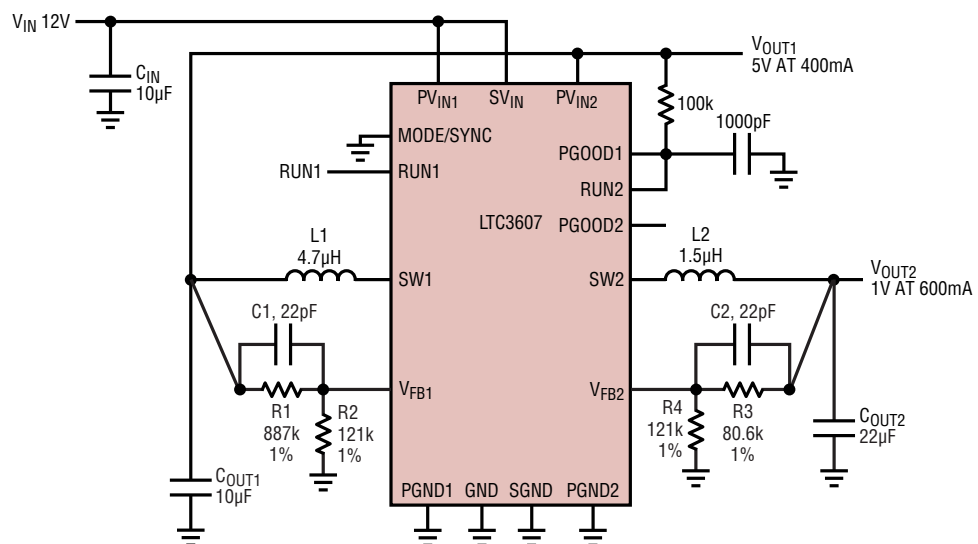 VIN 12V
CIN
10µF
VOUT1
5V AT 400mA
PVIN1
SVIN
PVIN2
100k
1000pF
MODE/SYNC
PGOOD1
RUN1
RUN1
RUN2
LTC3607
PGOOD2
L1
4.7µH
SW1
SW2
L2
1.5µH
VOUT2
1V AT 600mA
C1, 22pF
C2, 22pF
VFB1
VFB2
R1
887k
1%
R2
121k
1%
R4
121k
1%
R3
80.6k
1%
COUT2
22µF
COUT1
10µF
PGND1
GND
SGND
PGND2